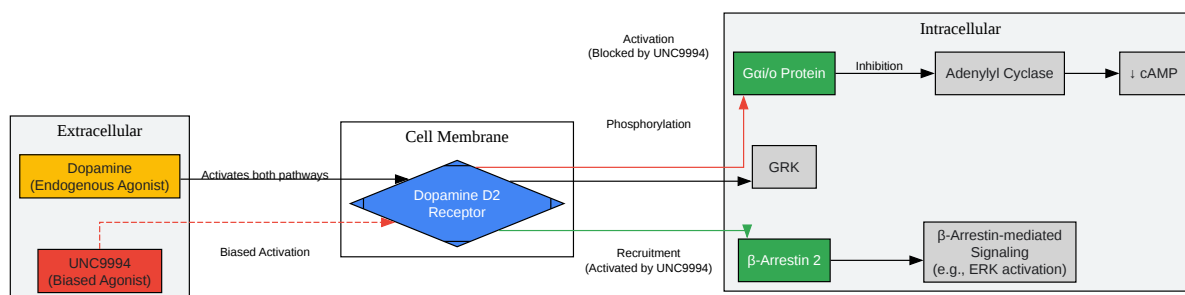 Extracellular
Dopamine
(Endogenous Agonist)
UNC9994
(Biased Agonist)
Activates both pathways
Biased Activation
Cell Membrane
Dopamine D2
Receptor
Activation
(Blocked by UNC9994)
Phosphorylation
Recruitment
(Activated by UNC9994)
Intracellular
Gαi/o Protein
Inhibition
Adenylyl Cyclase
↓ cAMP
GRK
β-Arrestin 2
β-Arrestin-mediated
Signaling
(e.g., ERK activation)